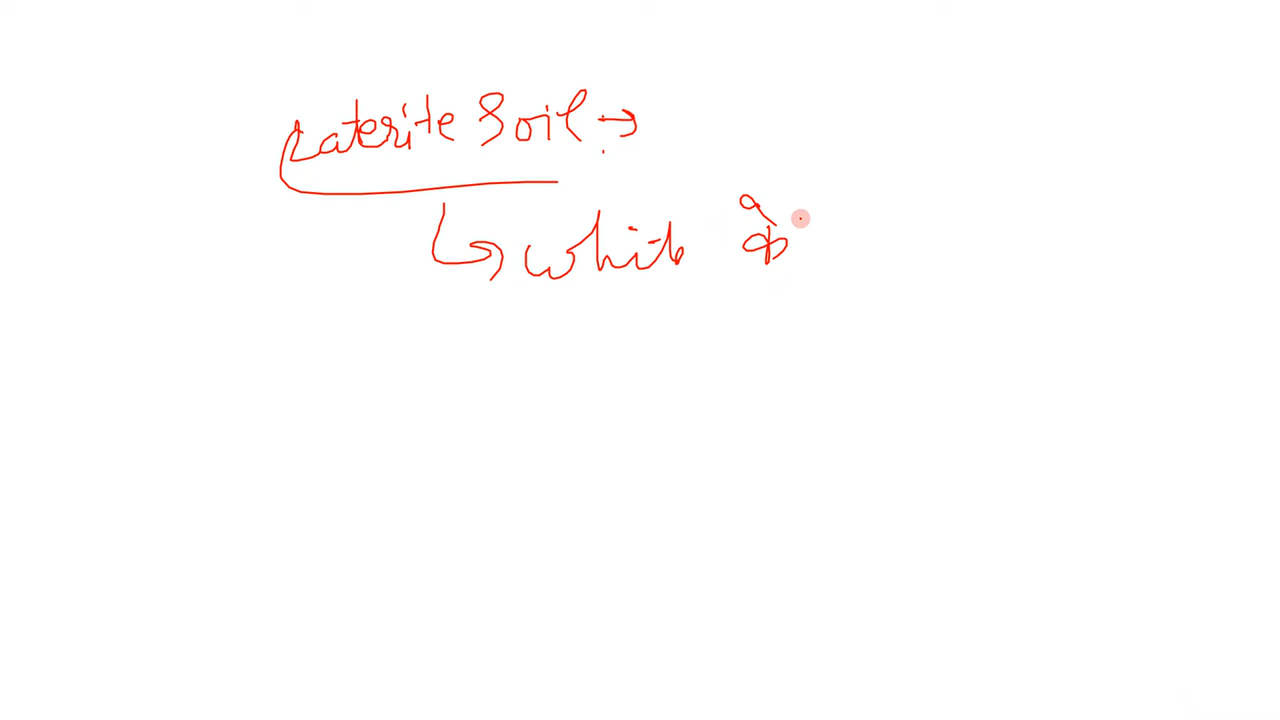 Laterite Soil →
↳ white के